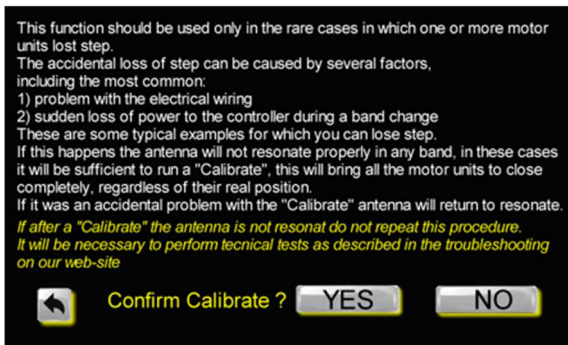 This function should be used only in the rare cases in which one or more motor
units lost step.
The accidental loss of step can be caused by several factors,
including the most common:
1) problem with the electrical wiring
2) sudden loss of power to the controller during a band change
These are some typical examples for which you can lose step.
If this happens the antenna will not resonate properly in any band, in these cases
it will be sufficient to run a "Calibrate", this will bring all the motor units to close
completely, regardless of their real position.
If it was an accidental problem with the "Calibrate" antenna will return to resonate.
If after a "Calibrate" the antenna is not resonat do not repeat this procedure.
It will be necessary to perform tecnical tests as described in the troubleshooting
on our web-site
Confirm Calibrate ? YES NO